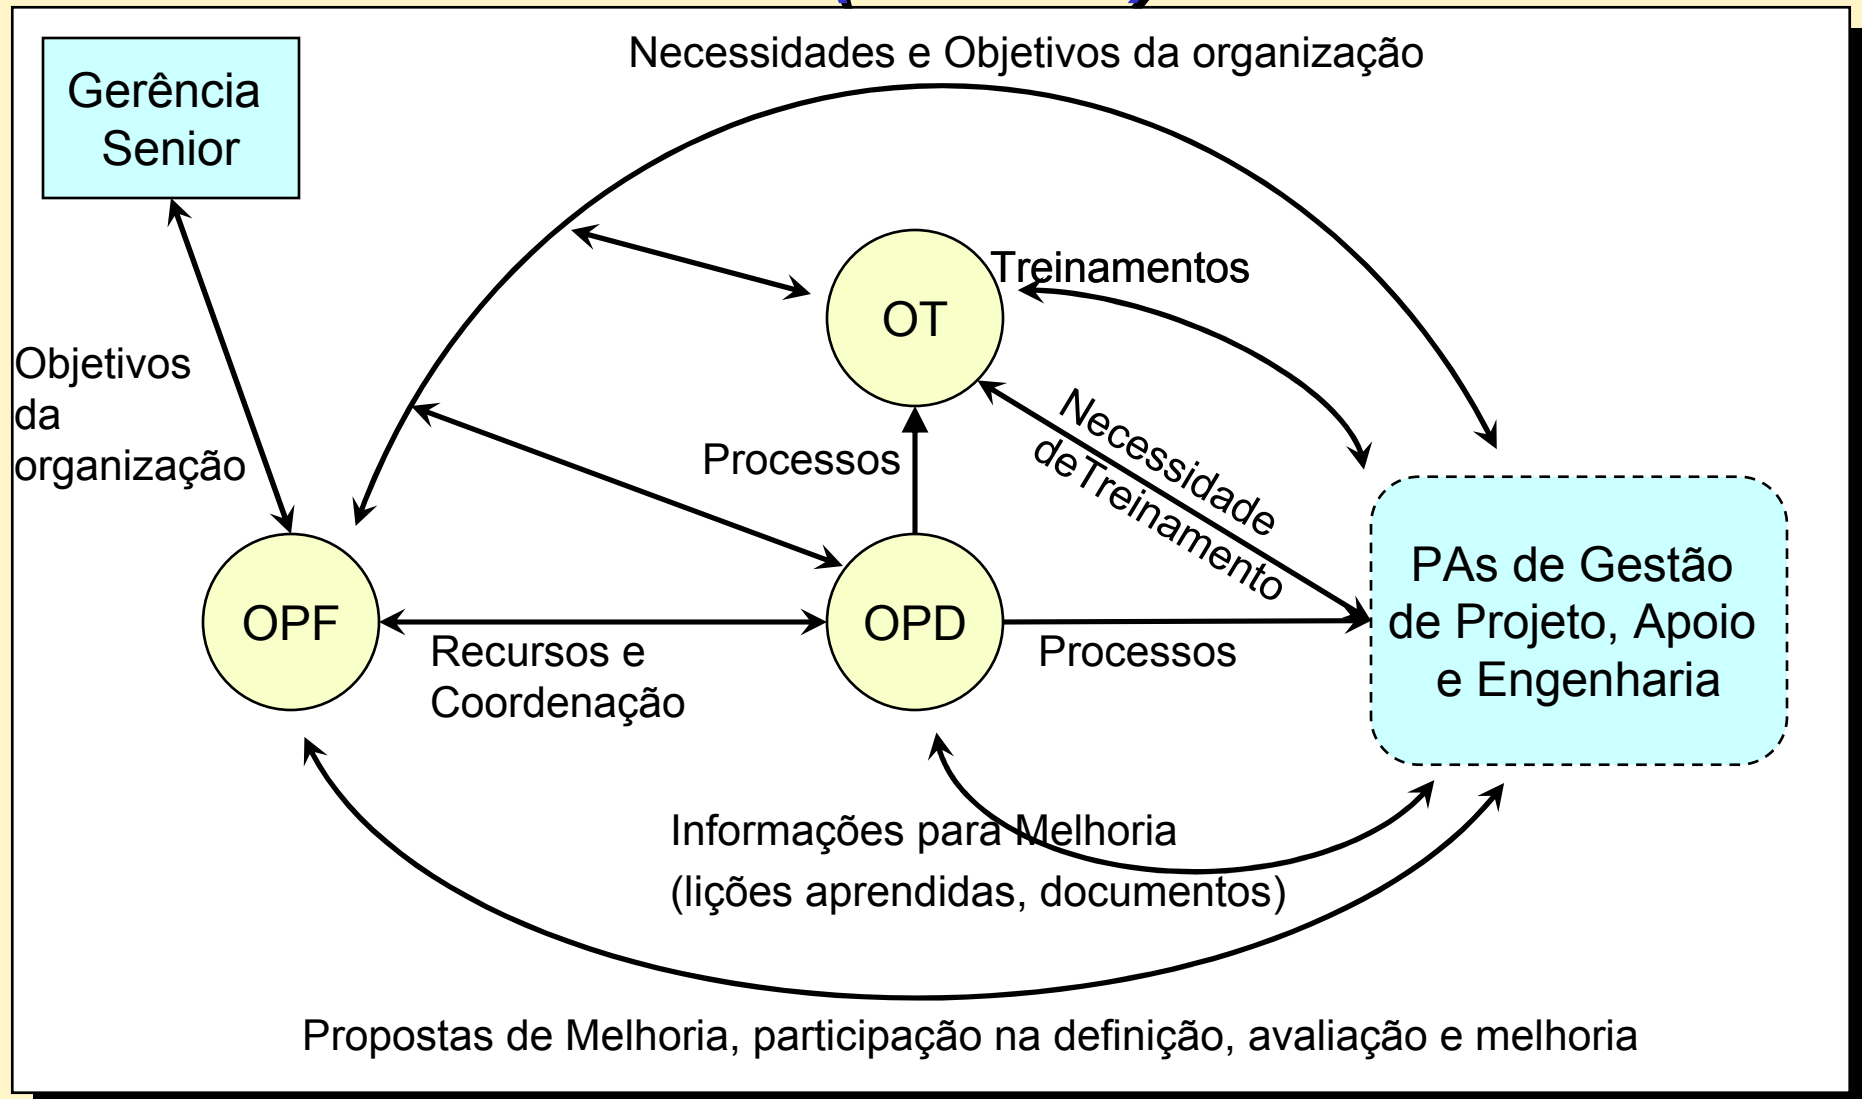 Necessidades e Objetivos da organização
Gerência
Senior
Treinamentos
OT
Objetivos
da
organização
Processos
Necessidade
deTreinamento
OPF
OPD
Recursos e
Coordenação
Processos
PAs de Gestão
de Projeto, Apoio
e Engenharia
Informações para Melhoria
(lições aprendidas, documentos)
Propostas de Melhoria, participação na definição, avaliação e melhoria